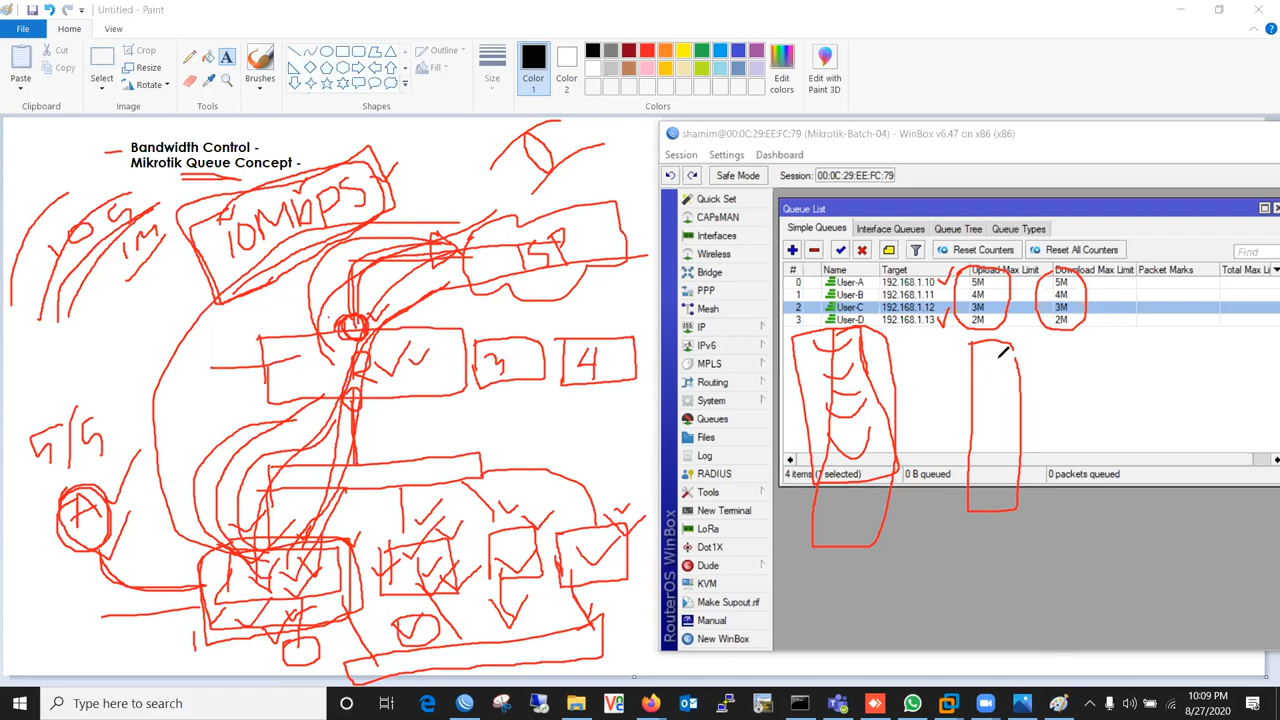 Untitled - Paint
File
Home
View
Paste
Cut
Copy
Clipboard
Select
Crop
Resize
Rotate
Image
Tools
Brushes
Shapes
Outline
Fill
Size
Color
1
Color
2
Edit
colors
Edit with
Paint 3D
Colors
Bandwidth Control -
Mikrotik Queue Concept -
10Mbps
1M
3
4
5/5
A
shamim@00:0C:29:EE:FC:79 (Mikrotik-Batch-04) - WinBox v6.47 on x86 (x86)
Session
Settings
Dashboard
Safe Mode
Session:
00:0C:29:EE:FC:79
Quick Set
CAPsMAN
Interfaces
Wireless
Bridge
PPP
Mesh
IP
IPv6
MPLS
Routing
System
Queues
Files
Log
RADIUS
Tools
New Terminal
LoRa
Dot1X
Dude
KVM
Make Supout.rif
Manual
New WinBox
RouterOS WinBox
Queue List
Simple Queues
Interface Queues
Queue Tree
Queue Types
Reset Counters
Reset All Counters
Find
# Name Target Upload Max Limit Download Max Limit Packet Marks Total Max Li
0 User-A 192.168.1.10 5M 5M
1 User-B 192.168.1.11 4M 4M
2 User-C 192.168.1.12 3M 3M
3 User-D 192.168.1.13 2M 2M
4 items (1 selected)
0 B queued
0 packets queued
Type here to search
10:09 PM
8/27/2020